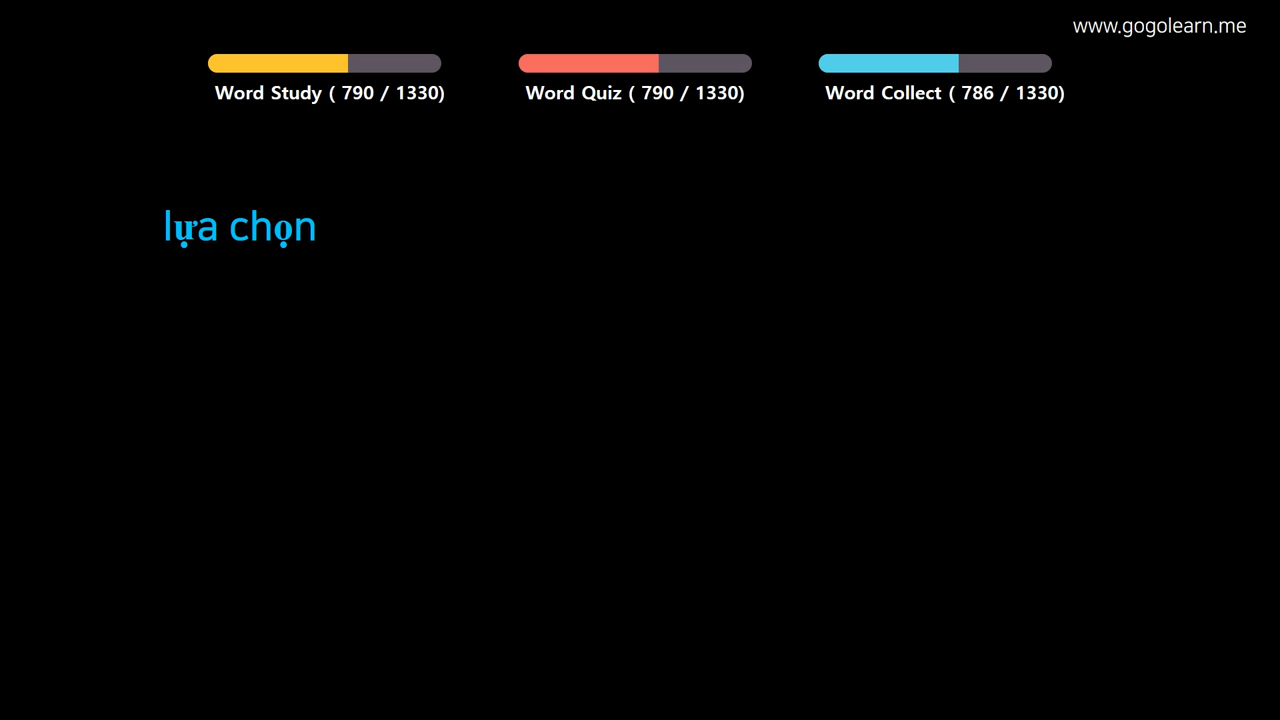 www.gogolearn.me
Word Study ( 790 / 1330)
Word Quiz ( 790 / 1330)
Word Collect ( 786 / 1330)
lựa chọn